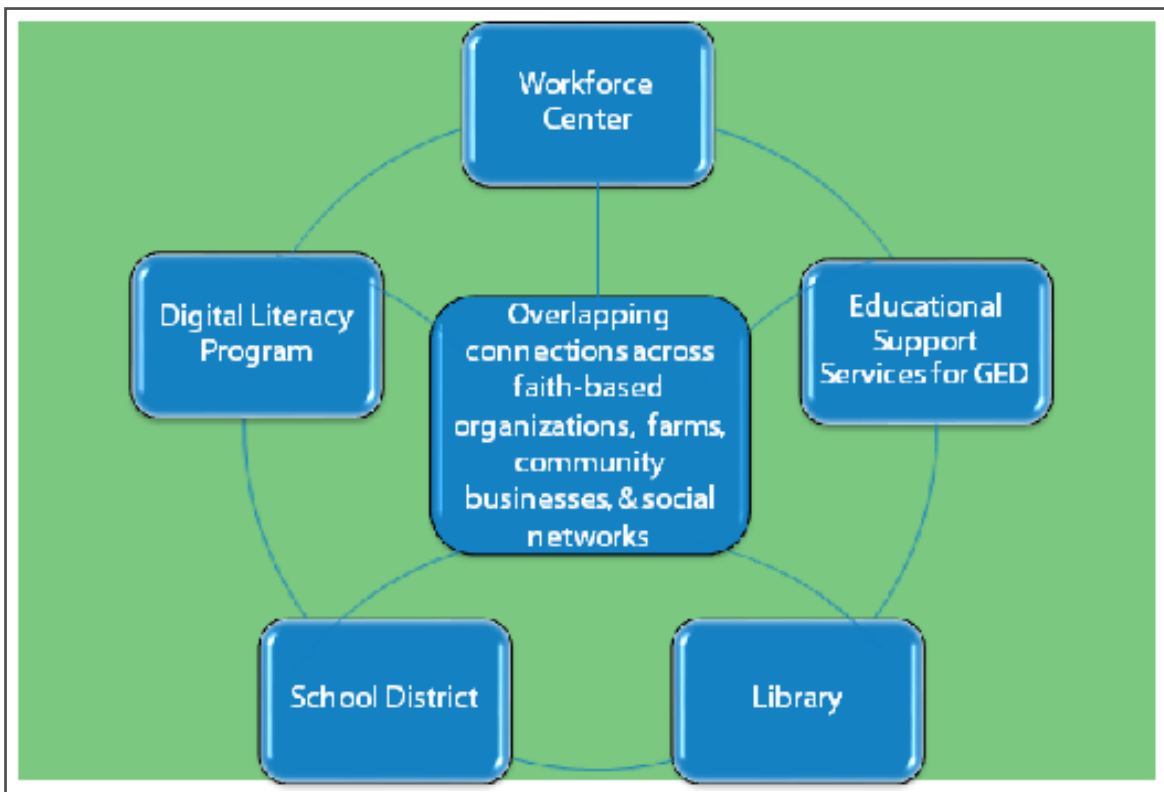 Workforce
Center
Digital Literacy
Program
Overlapping
connections across
faith-based
organizations, farms,
community
businesses, & social
networks
Educational
Support
Services for GED
School District
Library